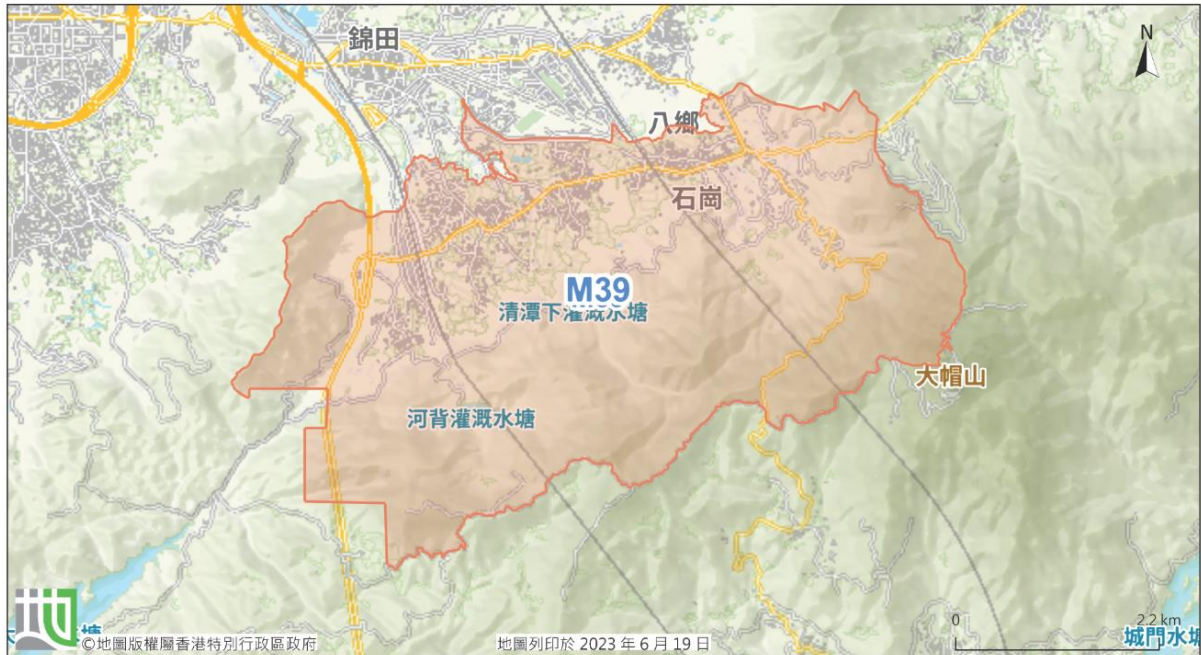 錦田
N
八鄉
石崗
M39
清潭下灌溉水塘
大帽山
河背灌溉水塘
0
2.2 km
地
塘
©地圖版權屬香港特別行政區政府
地圖列印於 2023 年 6 月 19 日
城門水塘